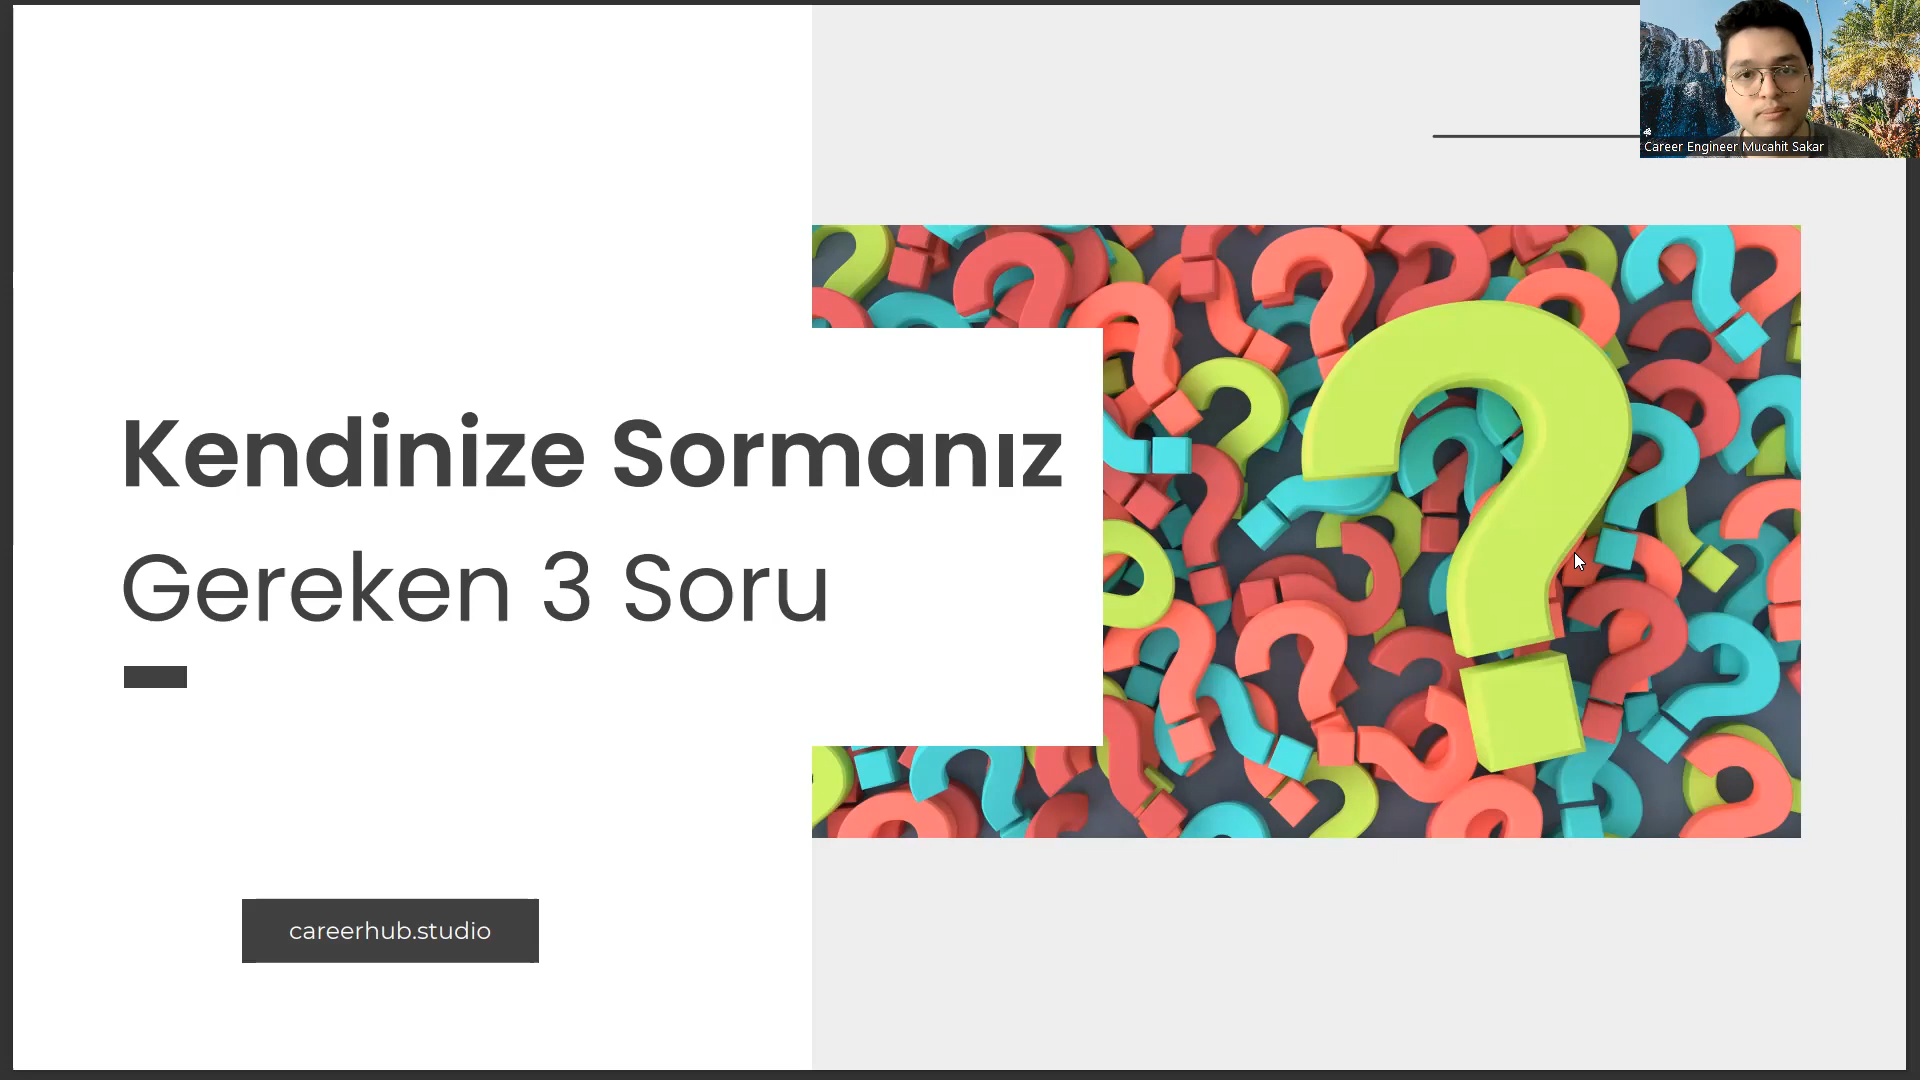 Career Engineer Mucahit Sakar
Kendinize Sormanız
Gereken 3 Soru
careerhub.studio